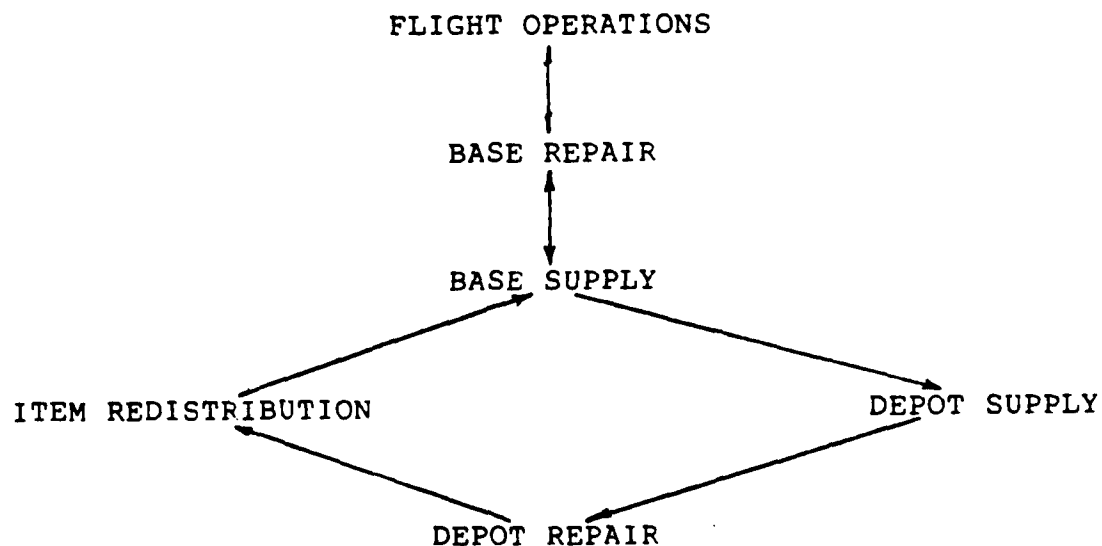 FLIGHT OPERATIONS
BASE REPAIR
BASE SUPPLY
ITEM REDISTRIBUTION
DEPOT SUPPLY
DEPOT REPAIR